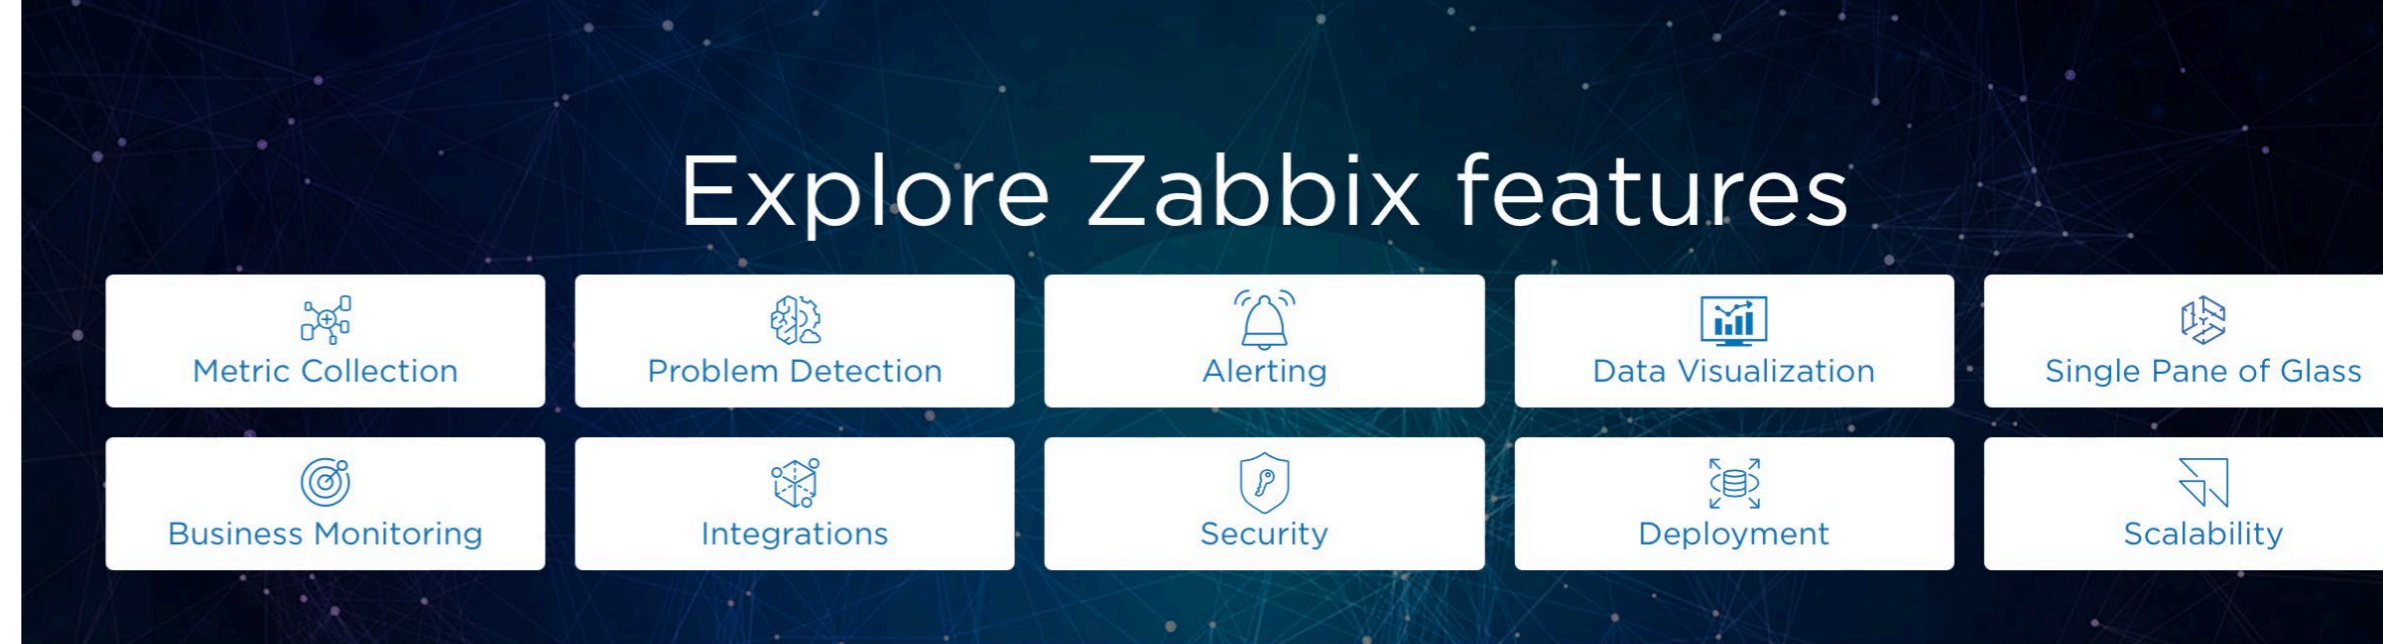 Explore Zabbix features
Metric Collection
Problem Detection
Alerting
Data Visualization
Single Pane of Glass
Business Monitoring
Integrations
Security
Deployment
Scalability